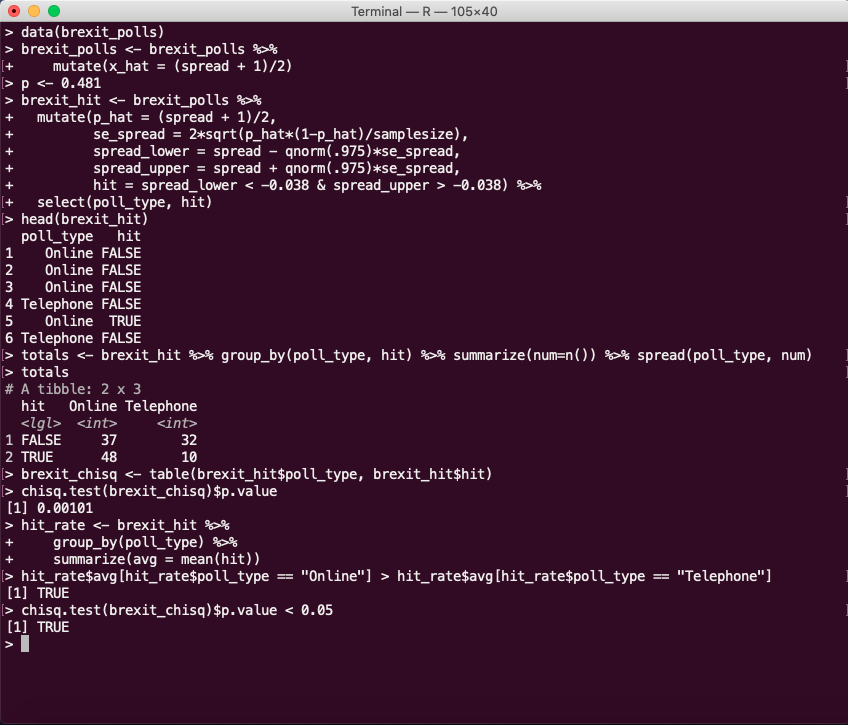 Terminal — R — 105×40
> data(brexit_polls)
> brexit_polls <- brexit_polls %>%
[+     mutate(x_hat = (spread + 1)/2) ]
[> p <- 0.481 ]
> brexit_hit <- brexit_polls %>%
+   mutate(p_hat = (spread + 1)/2,
+          se_spread = 2*sqrt(p_hat*(1-p_hat)/samplesize),
+          spread_lower = spread - qnorm(.975)*se_spread,
+          spread_upper = spread + qnorm(.975)*se_spread,
+          hit = spread_lower < -0.038 & spread_upper > -0.038) %>%
[+   select(poll_type, hit) ]
[> head(brexit_hit) ]
  poll_type   hit
1    Online FALSE
2    Online FALSE
3    Online FALSE
4 Telephone FALSE
5    Online  TRUE
6 Telephone FALSE
[> totals <- brexit_hit %>% group_by(poll_type, hit) %>% summarize(num=n()) %>% spread(poll_type, num) ]
[> totals ]
# A tibble: 2 x 3
  hit   Online Telephone
  <lgl>  <int>     <int>
1 FALSE     37        32
2 TRUE      48        10
[> brexit_chisq <- table(brexit_hit$poll_type, brexit_hit$hit) ]
[> chisq.test(brexit_chisq)$p.value ]
[1] 0.00101
> hit_rate <- brexit_hit %>%
+     group_by(poll_type) %>%
+     summarize(avg = mean(hit))
[> hit_rate$avg[hit_rate$poll_type == "Online"] > hit_rate$avg[hit_rate$poll_type == "Telephone"] ]
[1] TRUE
[> chisq.test(brexit_chisq)$p.value < 0.05 ]
[1] TRUE
>